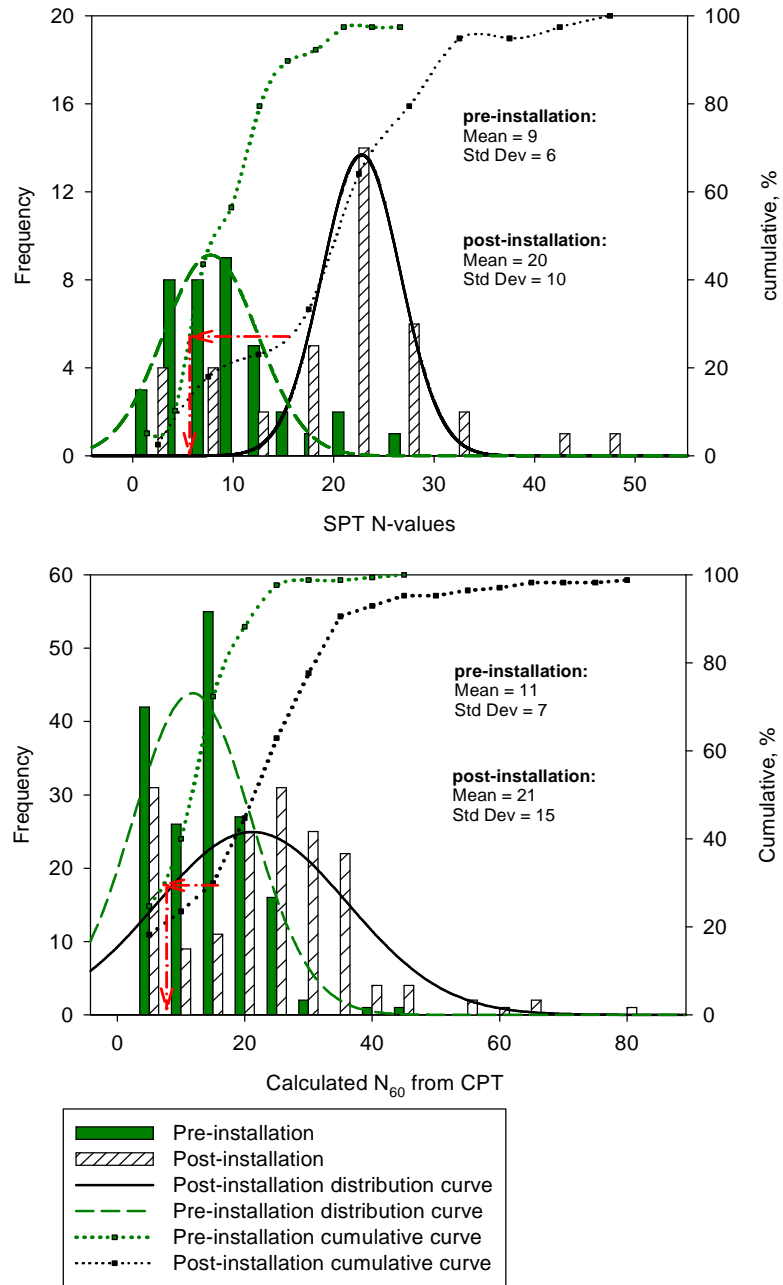 20
16
12
8
4
0
Frequency
100
80
60
40
20
0
cumulative, %
pre-installation:
Mean = 9
Std Dev = 6
post-installation:
Mean = 20
Std Dev = 10
0 10 20 30 40 50
SPT N-values
60
50
40
30
20
10
0
Frequency
100
80
60
40
20
0
Cumulative, %
pre-installation:
Mean = 11
Std Dev = 7
post-installation:
Mean = 21
Std Dev = 15
0 20 40 60 80
Calculated N60 from CPT
Pre-installation
Post-installation
Post-installation distribution curve
Pre-installation distribution curve
Pre-installation cumulative curve
Post-installation cumulative curve